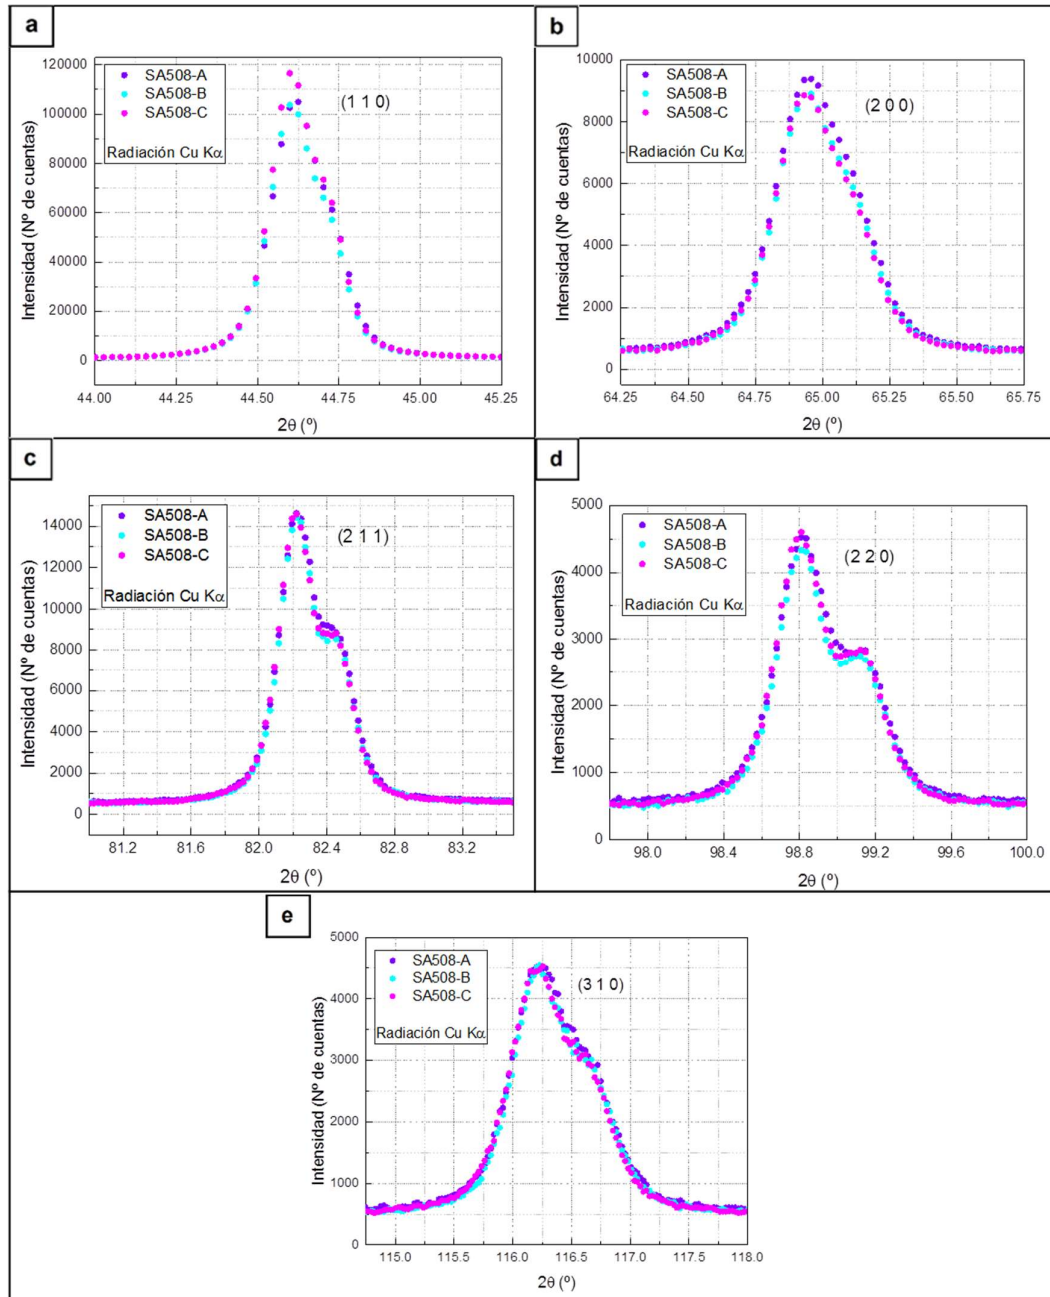 a
120000
100000
80000
60000
40000
20000
0
Intensidad (Nº de cuentas)
SA508-A
SA508-B
SA508-C
Radiación Cu Kα
(1 1 0)
44.00 44.25 44.50 44.75 45.00 45.25
2θ (º)
b
10000
8000
6000
4000
2000
0
Intensidad (Nº de cuentas)
SA508-A
SA508-B
SA508-C
Radiación Cu Kα
(2 0 0)
64.25 64.50 64.75 65.00 65.25 65.50 65.75
2θ (º)
c
14000
12000
10000
8000
6000
4000
2000
0
Intensidad (Nº de cuentas)
SA508-A
SA508-B
SA508-C
Radiación Cu Kα
(2 1 1)
81.2 81.6 82.0 82.4 82.8 83.2
2θ (º)
d
5000
4000
3000
2000
1000
0
Intensidad (Nº de cuentas)
SA508-A
SA508-B
SA508-C
Radiación Cu Kα
(2 2 0)
98.0 98.4 98.8 99.2 99.6 100.0
2θ (º)
e
5000
4000
3000
2000
1000
0
Intensidad (Nº de cuentas)
SA508-A
SA508-B
SA508-C
Radiación Cu Kα
(3 1 0)
115.0 115.5 116.0 116.5 117.0 117.5 118.0
2θ (º)